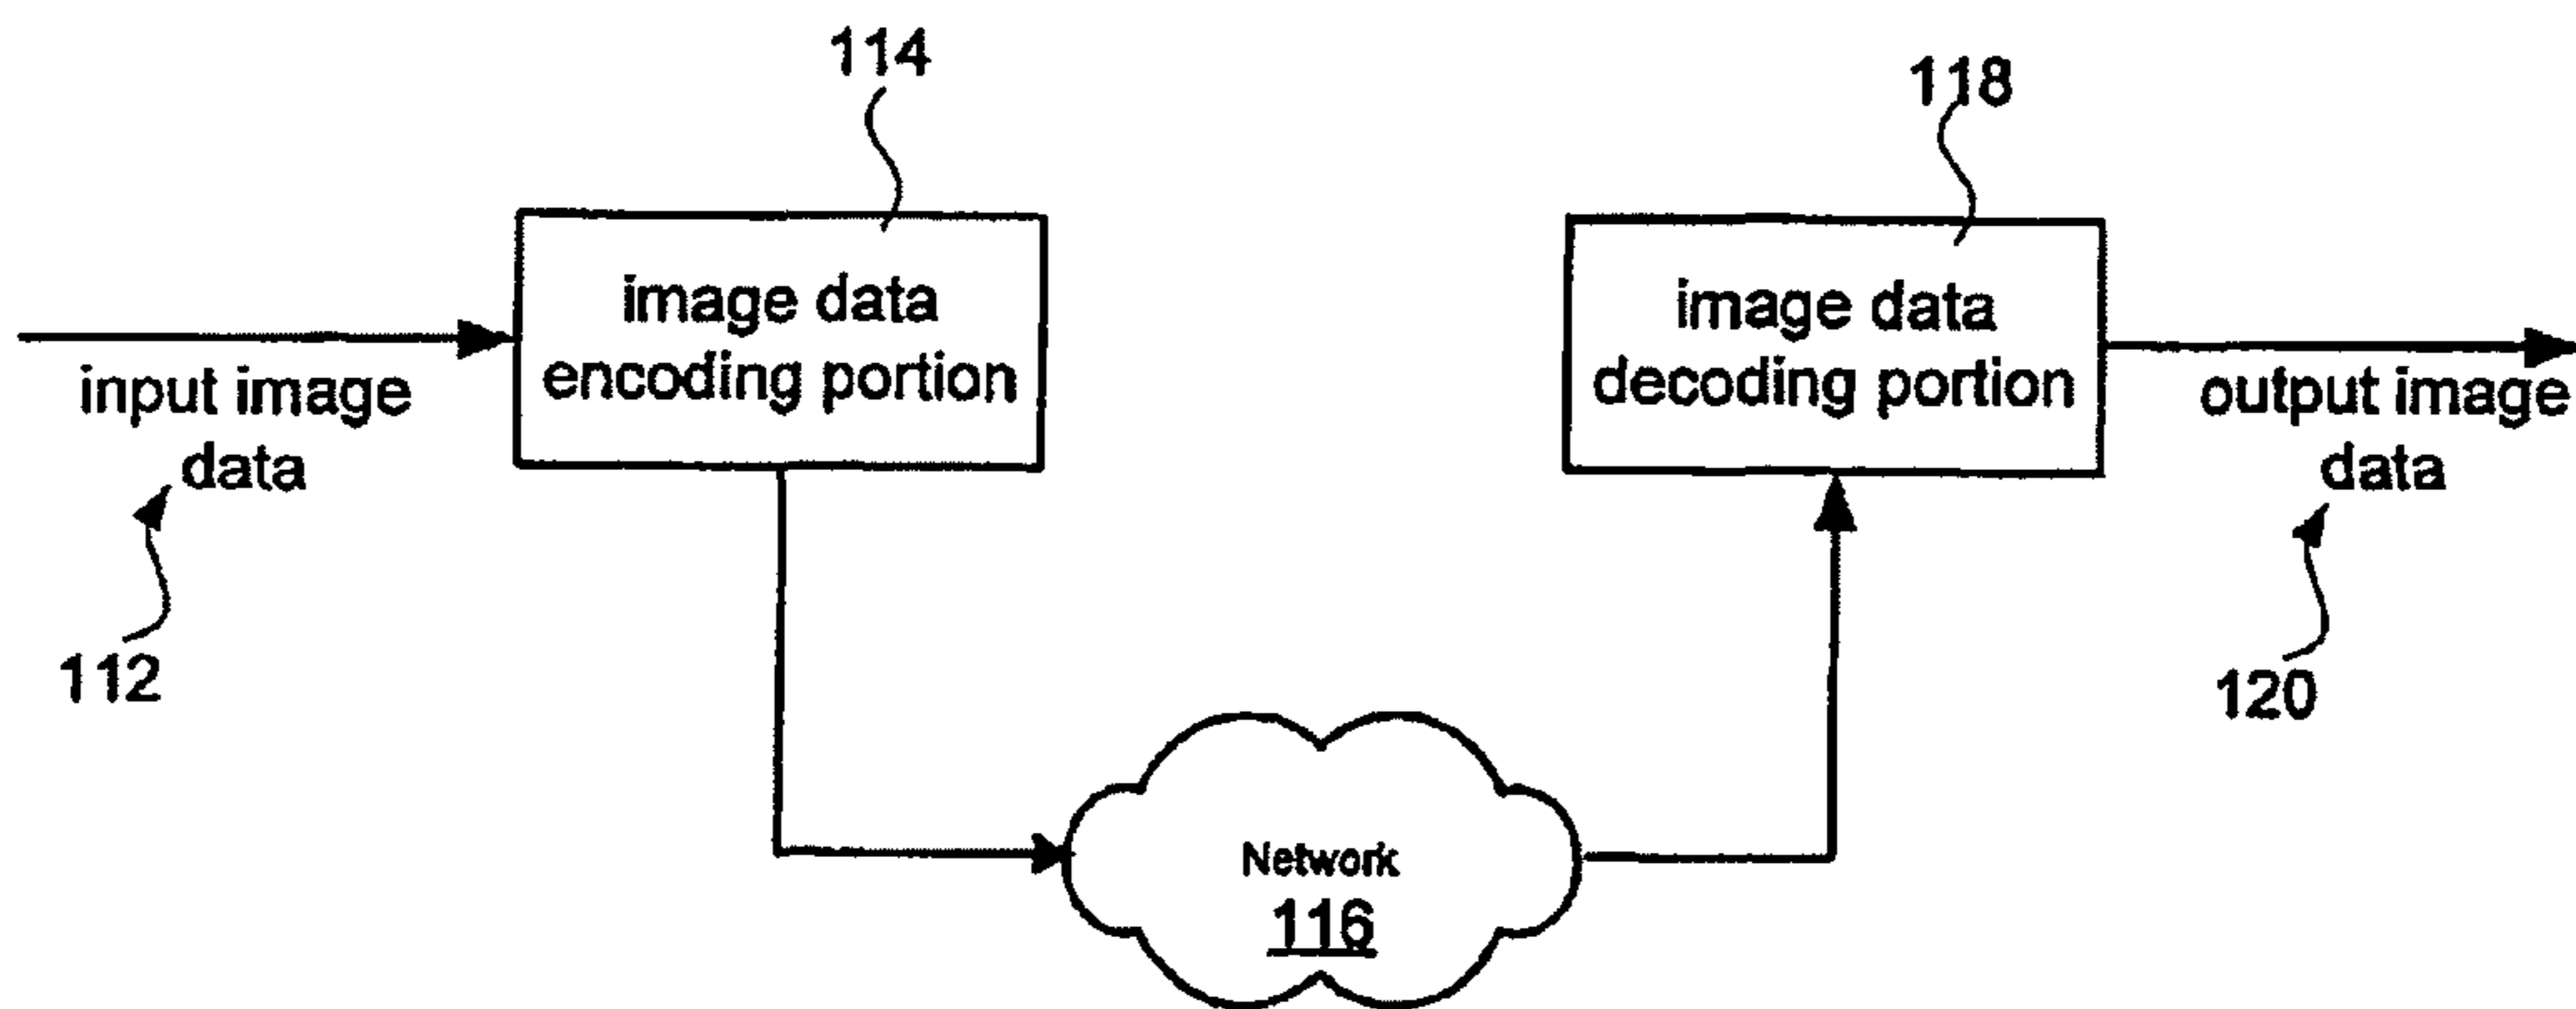 114
118
image data
encoding portion
image data
decoding portion
input image
data
output image
data
112
120
Network
116